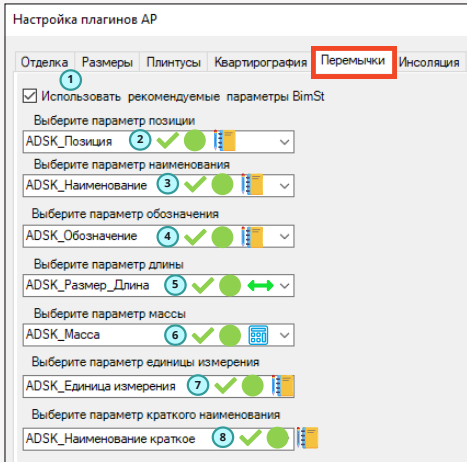 Настройка плагинов АР
Отделка Размеры Плинтусы Квартирография Перемычки Инсоляция
1
Использовать рекомендуемые параметры BimSt
Выберите параметр позиции
ADSK_Позиция 2
Выберите параметр наименования
ADSK_Наименование 3
Выберите параметр обозначения
ADSK_Обозначение 4
Выберите параметр длины
ADSK_Размер_Длина 5
Выберите параметр массы
ADSK_Масса 6
Выберите параметр единицы измерения
ADSK_Единица измерения 7
Выберите параметр краткого наименования
ADSK_Наименование краткое 8